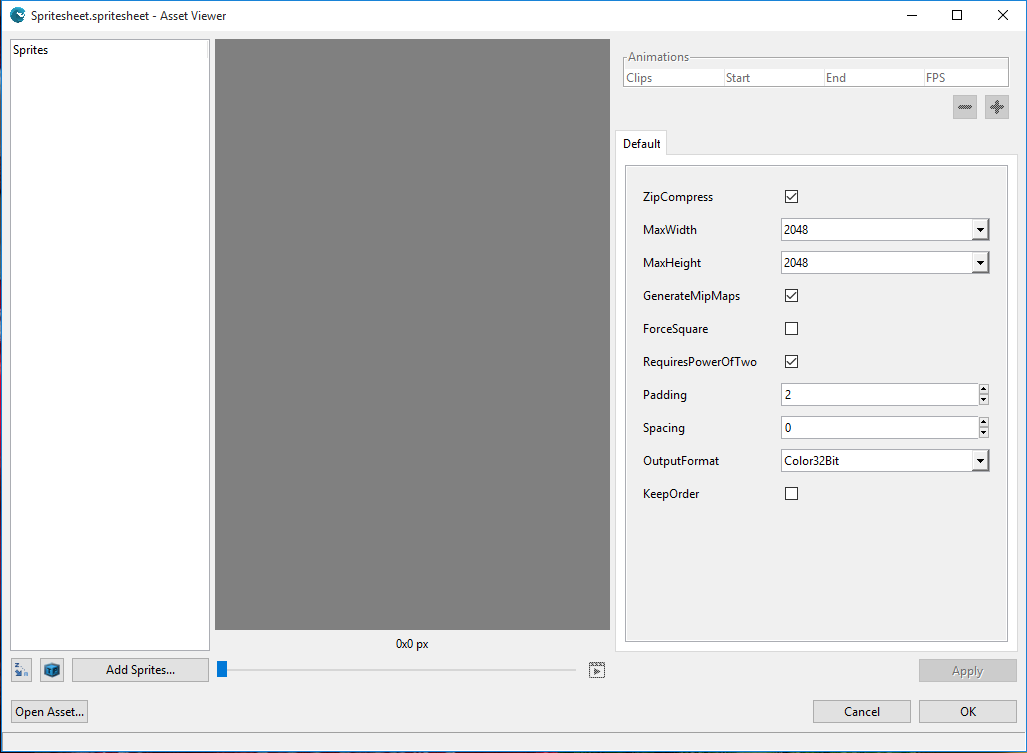 Spritesheet.spritesheet - Asset Viewer
Sprites
Animations
Clips Start End FPS
Default
ZipCompress
MaxWidth 2048
MaxHeight 2048
GenerateMipMaps
ForceSquare
RequiresPowerOfTwo
Padding 2
Spacing 0
OutputFormat Color32Bit
KeepOrder
0x0 px
Add Sprites...
Apply
Open Asset...
Cancel
OK